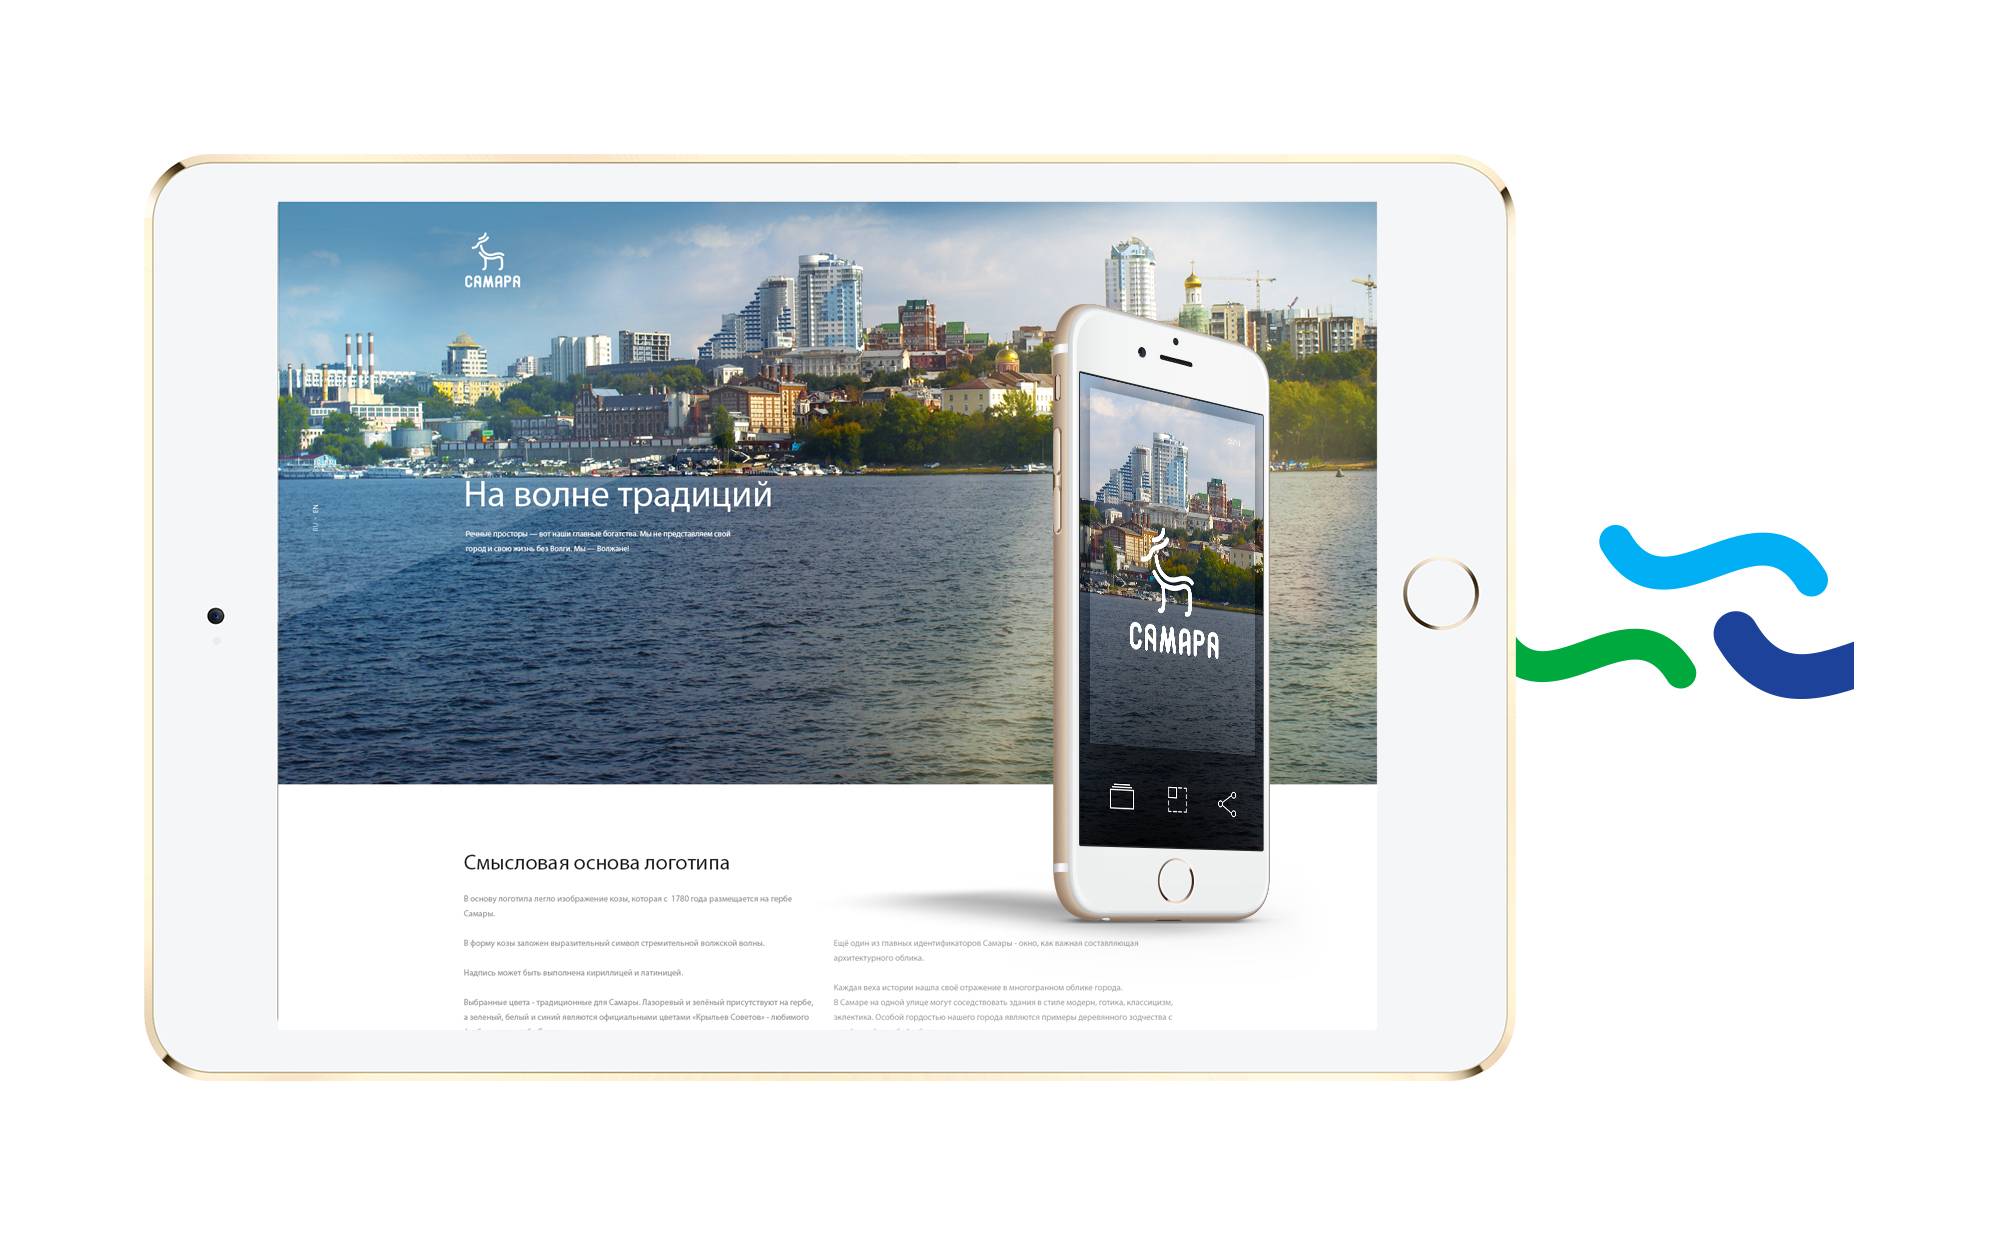 САМАРА
На волне традиций
Речные просторы — вот наши главные богатства. Мы не представляем свой
город и свою жизнь без Волги. Мы — Волжане!
RU - EN
САМАРА
Смысловая основа логотипа
В основу логотипа легло изображение козы, которая с 1780 года размещается на гербе
Самары.
В форму козы заложен выразительный символ стремительной волжской волны.
Надпись может быть выполнена кириллицей и латиницей.
Выбранные цвета - традиционные для Самары. Лазоревый и зелёный присутствуют на гербе,
а зеленый, белый и синий являются официальными цветами «Крыльев Советов» - любимого
Ещё один из главных идентификаторов Самары - окно, как важная составляющая
архитектурного облика.
Каждая веха истории нашла своё отражение в многогранном облике города.
В Самаре на одной улице могут соседствовать здания в стиле модерн, готика, классицизм,
эклектика. Особой гордостью нашего города являются примеры деревянного зодчества с